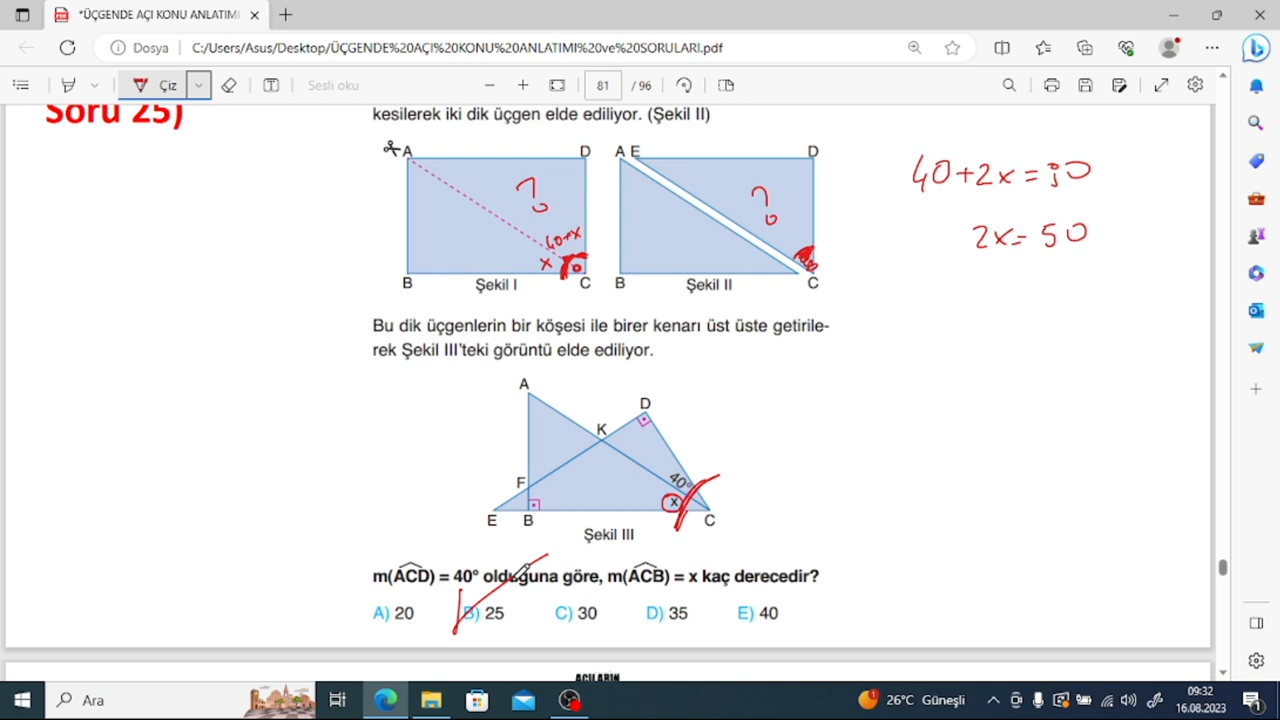 *ÜÇGENDE AÇI KONU ANLATIMI
Dosya
C:/Users/Asus/Desktop/ÜÇGENDE%20AÇI%20KONU%20ANLATIMI%20ve%20SORULARI.pdf
Çiz
Sesli oku
81 / 96
Soru 25)
kesilerek iki dik üçgen elde ediliyor. (Şekil II)
A D A E D
40+x
x
B Şekil I C B Şekil II C
40+2x=90
2x=50
Bu dik üçgenlerin bir köşesi ile birer kenarı üst üste getirile-
rek Şekil III'teki görüntü elde ediliyor.
A
D
K
40°
F
x
E B C
Şekil III
m(ACD) = 40° olduğuna göre, m(ACB) = x kaç derecedir?
A) 20 B) 25 C) 30 D) 35 E) 40
AÇILARIN
Ara
26°C Güneşli
09:32
16.08.2023